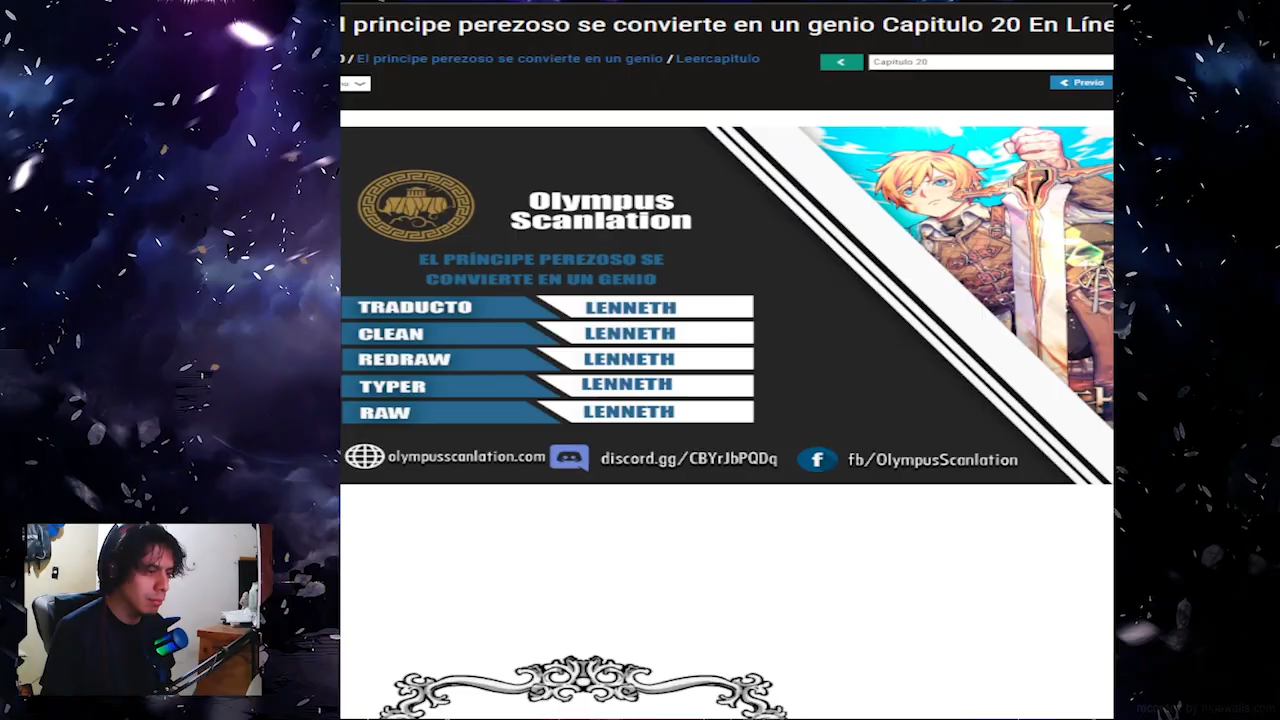 l principe perezoso se convierte en un genio Capitulo 20 En Líne
/ El principe perezoso se convierte en un genio / Leercapitulo
<
Capitulo 20
< Previo
Olympus
Scanlation
EL PRÍNCIPE PEREZOSO SE
CONVIERTE EN UN GENIO
TRADUCTO LENNETH
CLEAN LENNETH
REDRAW LENNETH
TYPER LENNETH
RAW LENNETH
olympusscanlation.com discord.gg/CBYrJbPQDq fb/OlympusScanlation